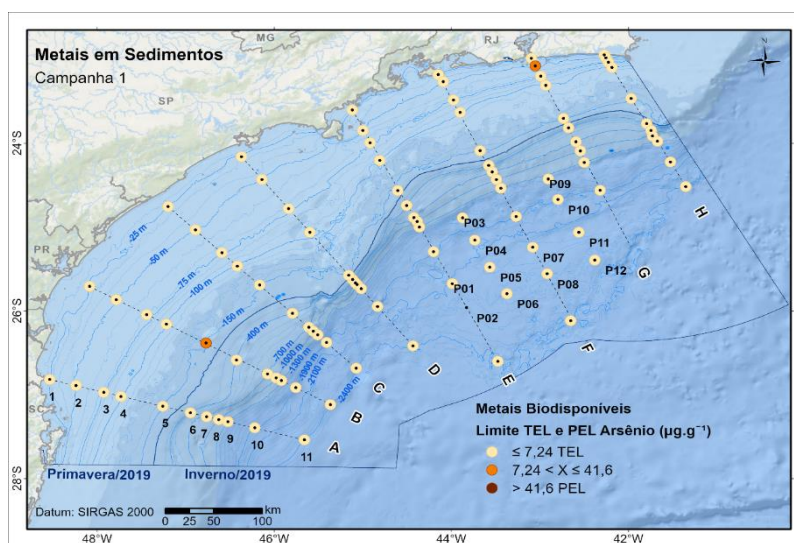 Metais em Sedimentos
Campanha 1
MG
RJ
SP
PR
SC
24°S
26°S
28°S
-25 m
-50 m
-75 m
-100 m
-150 m
-400 m
-700 m
-1000 m
-1300 m
-1900 m
-2100 m
-2400 m
P09
P10
P03
P04
P11
P07
P12
P05
P01
P08
P06
P02
H
G
F
E
D
C
B
A
1
2
3
4
5
6
7
8
9
10
11
Metais Biodisponíveis
Limite TEL e PEL Arsênio (µg.g⁻¹)
≤ 7,24 TEL
7,24 < X ≤ 41,6
> 41,6 PEL
Primavera/2019
Inverno/2019
Datum: SIRGAS 2000
0 25 50 100
km
48°W
46°W
44°W
42°W